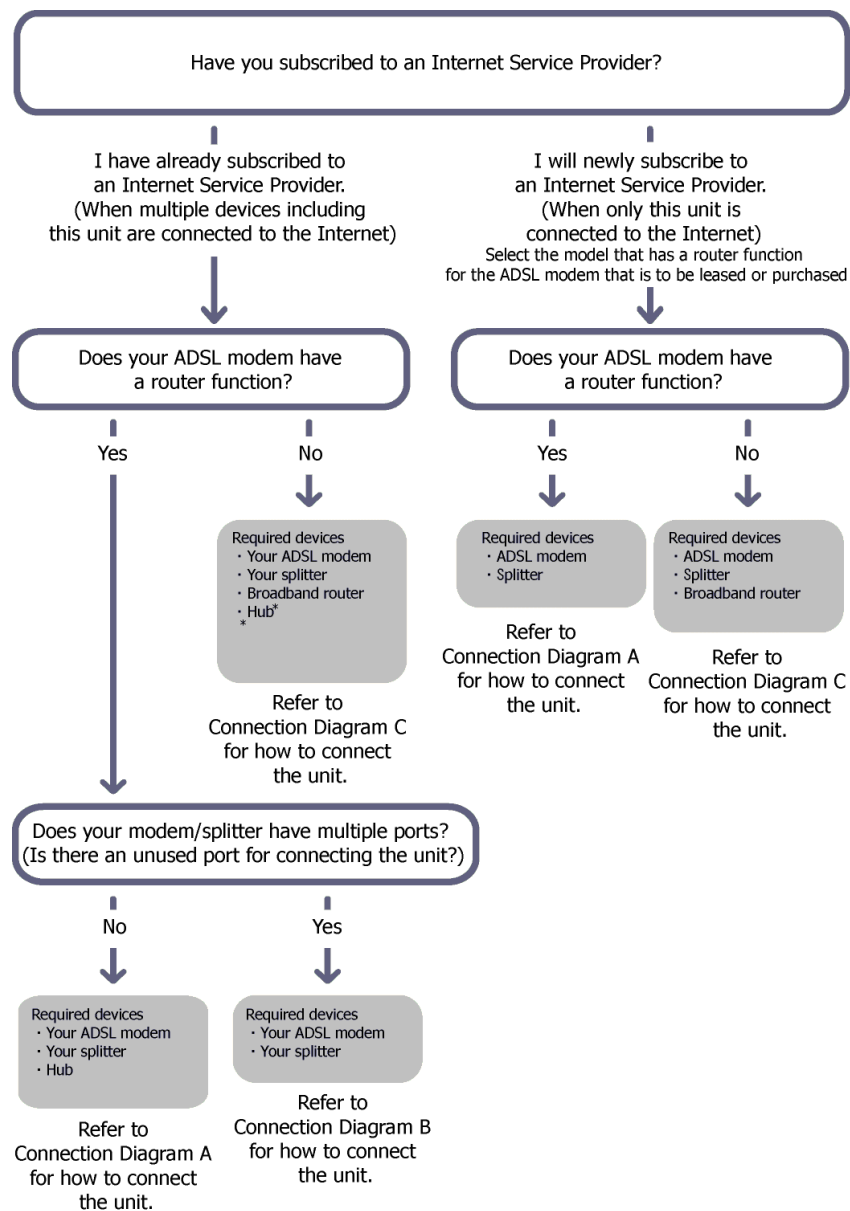 Have you subscribed to an Internet Service Provider?
I have already subscribed to
an Internet Service Provider.
(When multiple devices including
this unit are connected to the Internet)
I will newly subscribe to
an Internet Service Provider.
(When only this unit is
connected to the Internet)
Select the model that has a router function
for the ADSL modem that is to be leased or purchased
Does your ADSL modem have
a router function?
Does your ADSL modem have
a router function?
Yes
No
Yes
No
Required devices
・Your ADSL modem
・Your splitter
・Broadband router
・Hub*
*
Refer to
Connection Diagram C
for how to connect
the unit.
Required devices
・ADSL modem
・Splitter
Refer to
Connection Diagram A
for how to connect
the unit.
Required devices
・ADSL modem
・Splitter
・Broadband router
Refer to
Connection Diagram C
for how to connect
the unit.
Does your modem/splitter have multiple ports?
(Is there an unused port for connecting the unit?)
No
Yes
Required devices
・Your ADSL modem
・Your splitter
・Hub
Refer to
Connection Diagram A
for how to connect
the unit.
Required devices
・Your ADSL modem
・Your splitter
Refer to
Connection Diagram B
for how to connect
the unit.